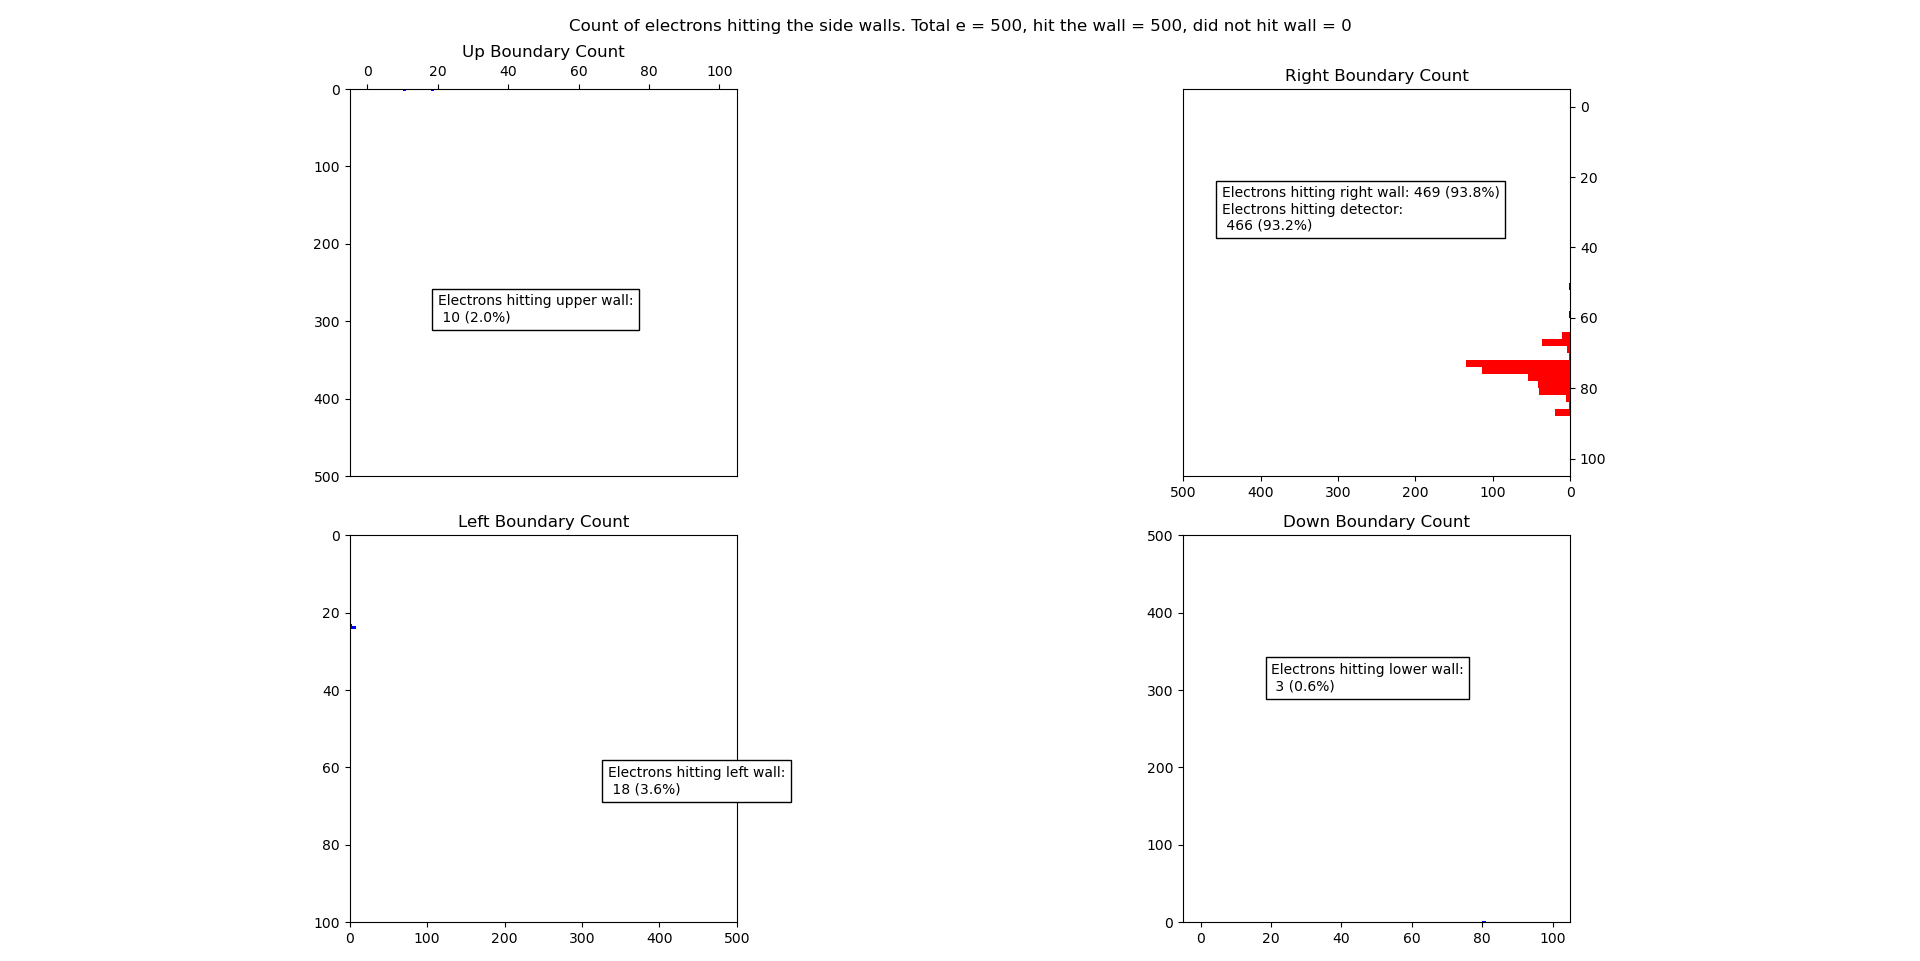 Count of electrons hitting the side walls. Total e = 500, hit the wall = 500, did not hit wall = 0
Up Boundary Count
0 20 40 60 80 100
0
100
200
300
400
500
Electrons hitting upper wall:
10 (2.0%)
Right Boundary Count
0
20
40
60
80
100
500 400 300 200 100 0
Electrons hitting right wall: 469 (93.8%)
Electrons hitting detector:
466 (93.2%)
Left Boundary Count
0
20
40
60
80
100
0 100 200 300 400 500
Electrons hitting left wall:
18 (3.6%)
Down Boundary Count
500
400
300
200
100
0
0 20 40 60 80 100
Electrons hitting lower wall:
3 (0.6%)